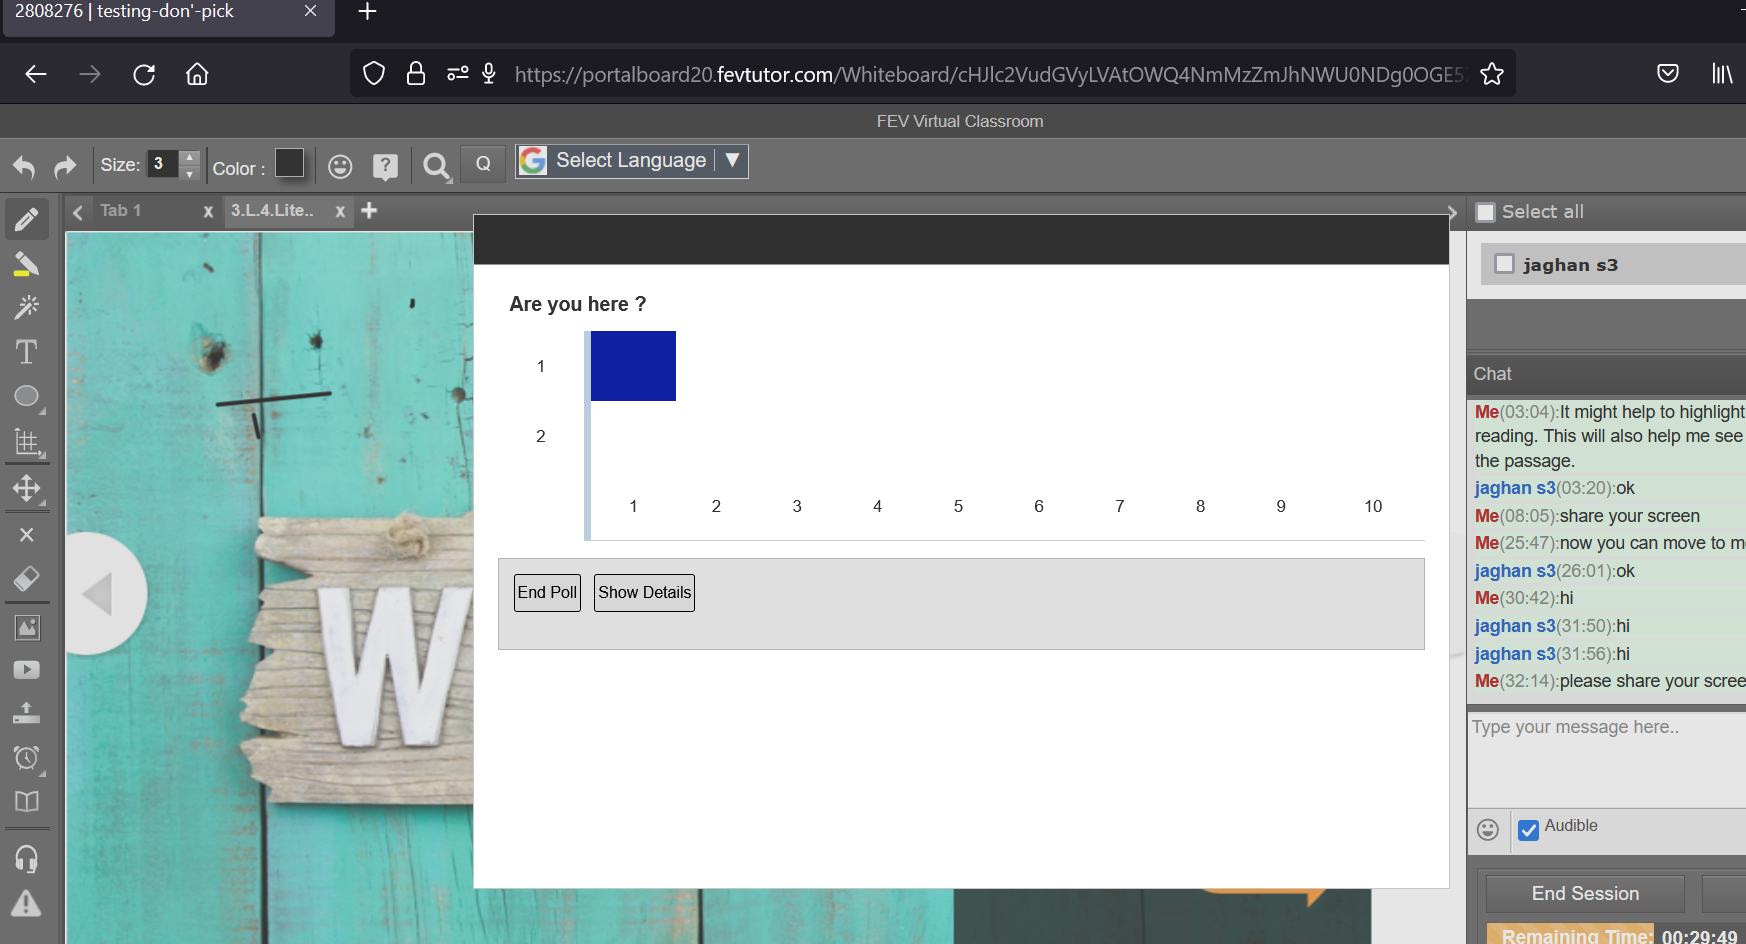 2808276 | testing-don'-pick
https://portalboard20.fevtutor.com/Whiteboard/cHJlc2VudGVyLVAtOWQ4NmMzZmJhNWU0NDg0OGE5
FEV Virtual Classroom
Size: 3
Color :
Q
Select Language
Tab 1 x
3.L.4.Lite.. x
Select all
jaghan s3
Are you here ?
1
2
1 2 3 4 5 6 7 8 9 10
End Poll
Show Details
W
Chat
Me(03:04):It might help to highlight
reading. This will also help me see
the passage.
jaghan s3(03:20):ok
Me(08:05):share your screen
Me(25:47):now you can move to m
jaghan s3(26:01):ok
Me(30:42):hi
jaghan s3(31:50):hi
jaghan s3(31:56):hi
Me(32:14):please share your scree
Type your message here..
Audible
End Session
Remaining Time: 00:29:49